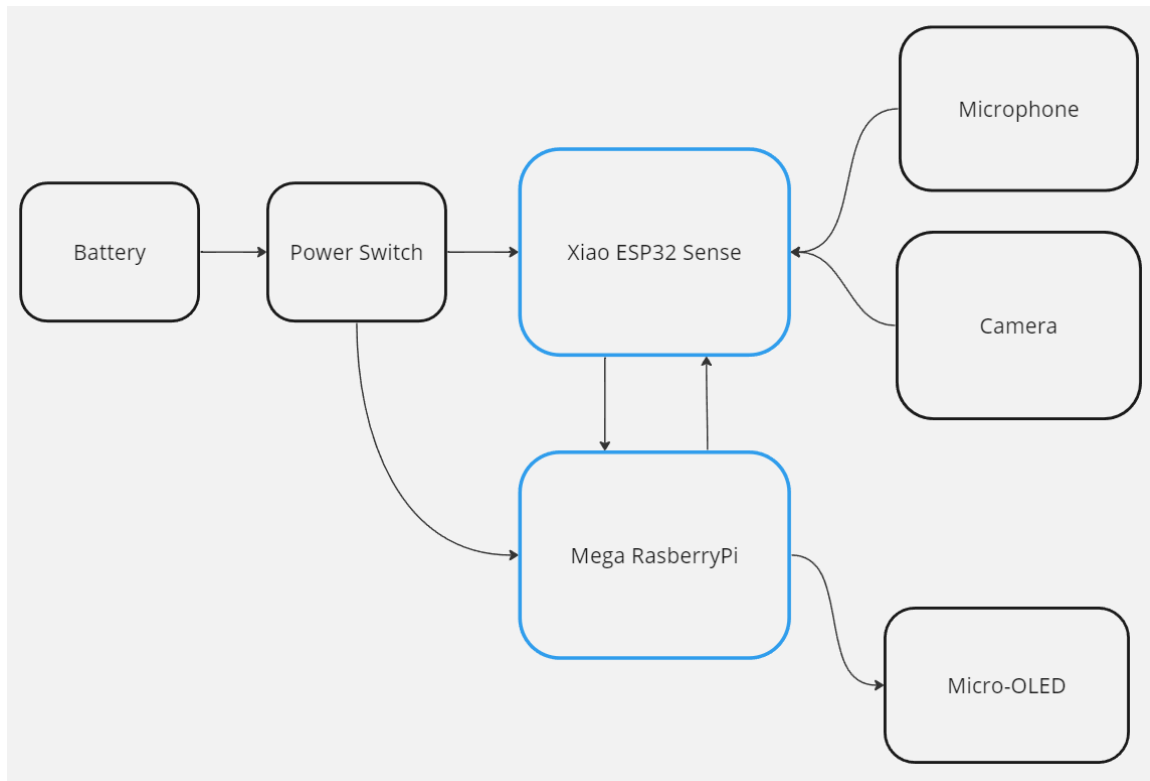 Microphone
Battery
Power Switch
Xiao ESP32 Sense
Camera
Mega RasberryPi
Micro-OLED